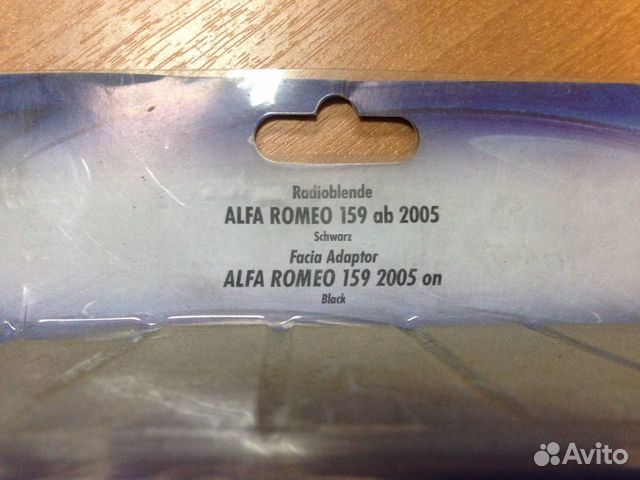 Radioblende
ALFA ROMEO 159 ab 2005
Schwarz
Facia Adaptor
ALFA ROMEO 159 2005 on
Black
Avito